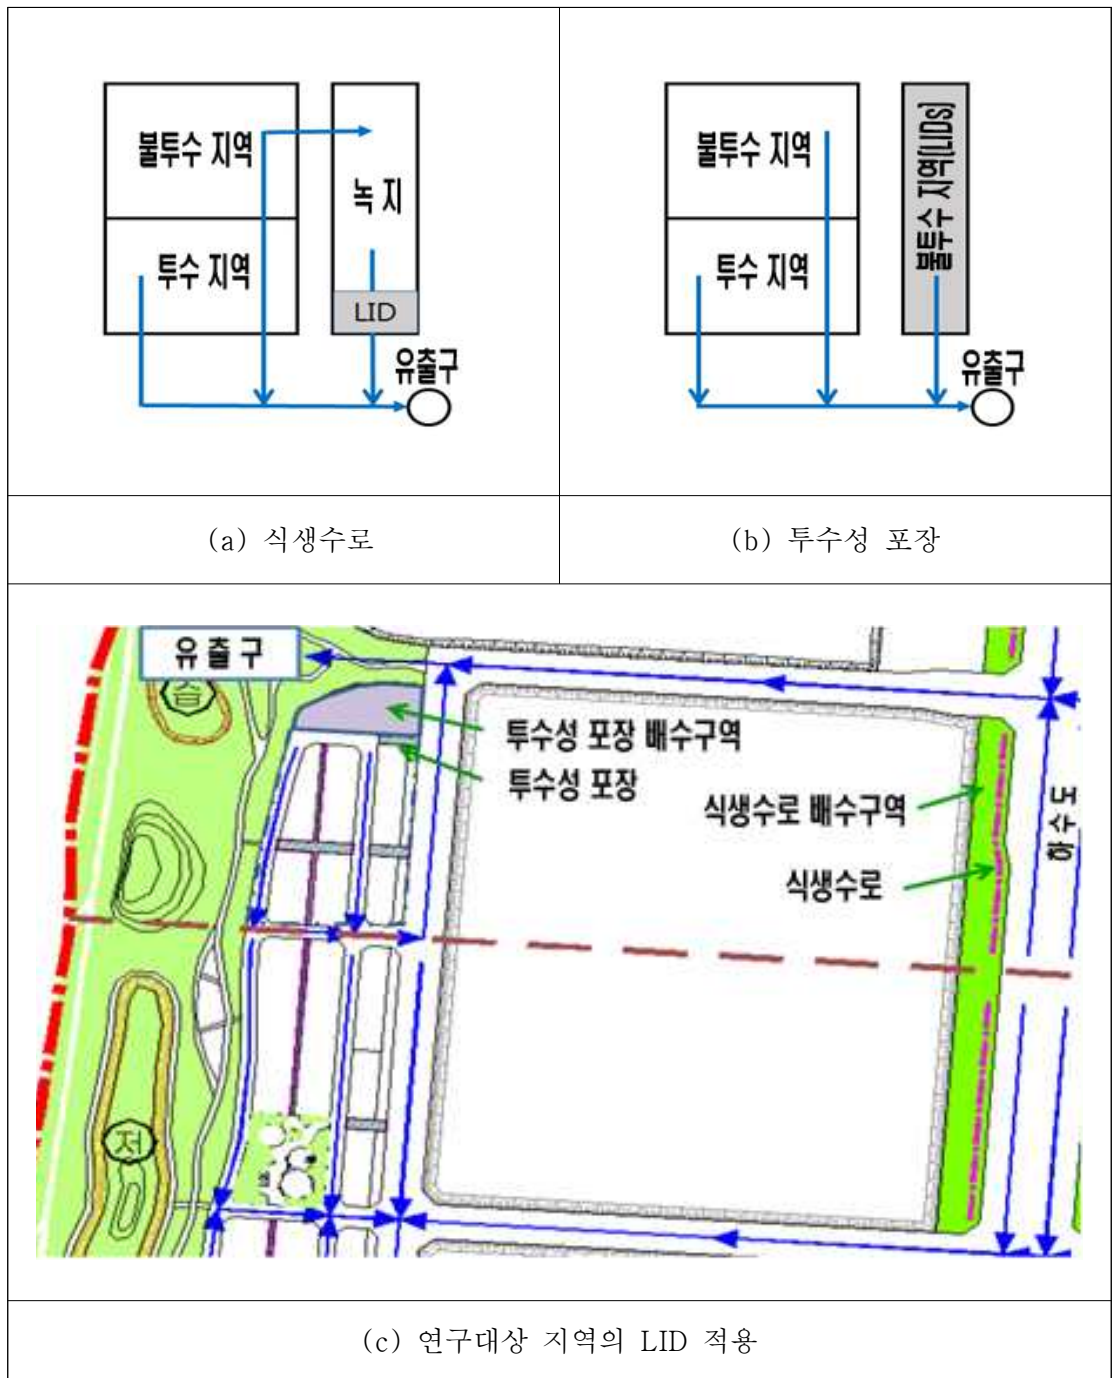 불투수 지역
녹 지
투수 지역
LID
유출구
불투수 지역
불투수 지역(LIDs)
투수 지역
유출구
(a) 식생수로
(b) 투수성 포장
유 출 구
습
투수성 포장 배수구역
투수성 포장
식생수로 배수구역
식생수로
하수도
저
(c) 연구대상 지역의 LID 적용